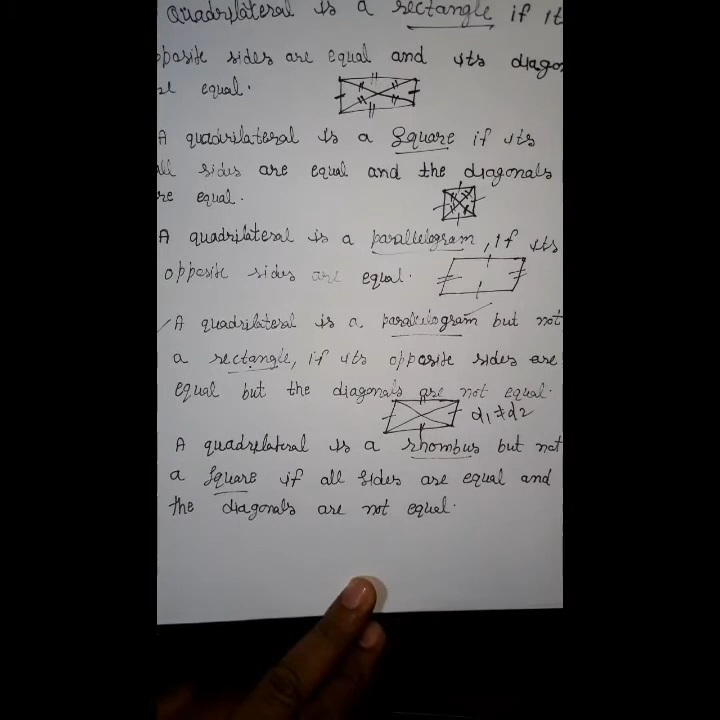 Quadrilateral is a rectangle if it
opposite sides are equal and its diago
re equal.
A quadrilateral is a square if its
all sides are equal and the diagonals
re equal.
A quadrilateral is a parallelogram, if its
opposite sides are equal.
A quadrilateral is a parallelogram but not
a rectangle, if its opposite sides are
equal but the diagonals are not equal.
d1 ≠ d2
A quadrilateral is a rhombus but not
a square if all sides are equal and
the diagonals are not equal.